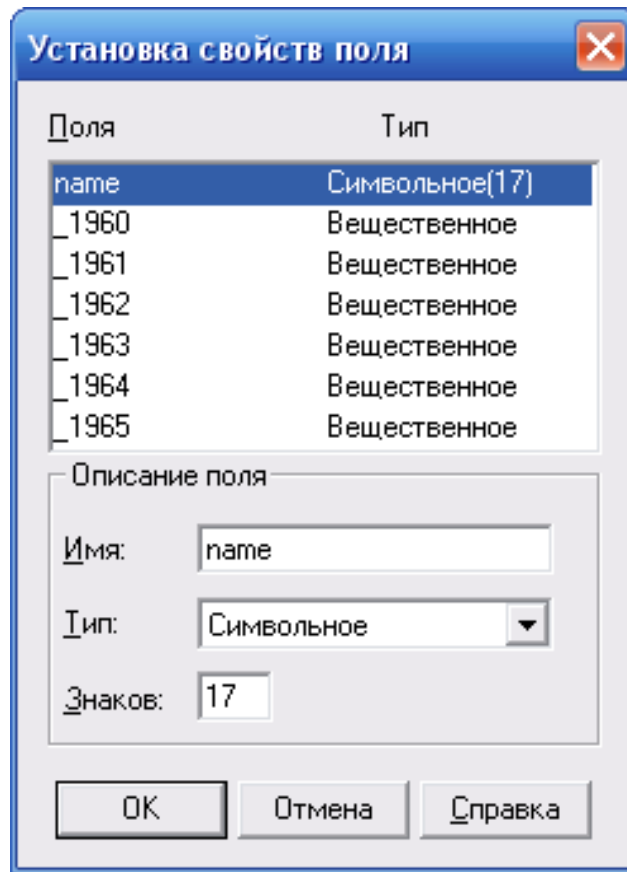 Установка свойств поля
Поля Тип
name Символьное(17)
_1960 Вещественное
_1961 Вещественное
_1962 Вещественное
_1963 Вещественное
_1964 Вещественное
_1965 Вещественное
Описание поля
Имя: name
Тип: Символьное
Знаков: 17
OK Отмена Справка